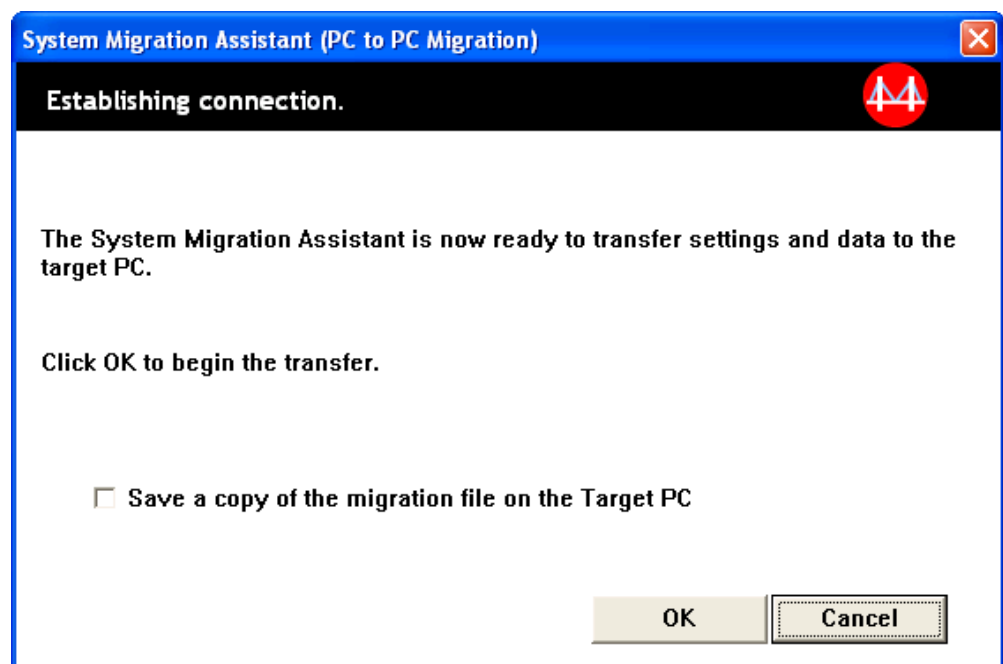 System Migration Assistant (PC to PC Migration)
Establishing connection.
The System Migration Assistant is now ready to transfer settings and data to the
target PC.
Click OK to begin the transfer.
Save a copy of the migration file on the Target PC
OK
Cancel